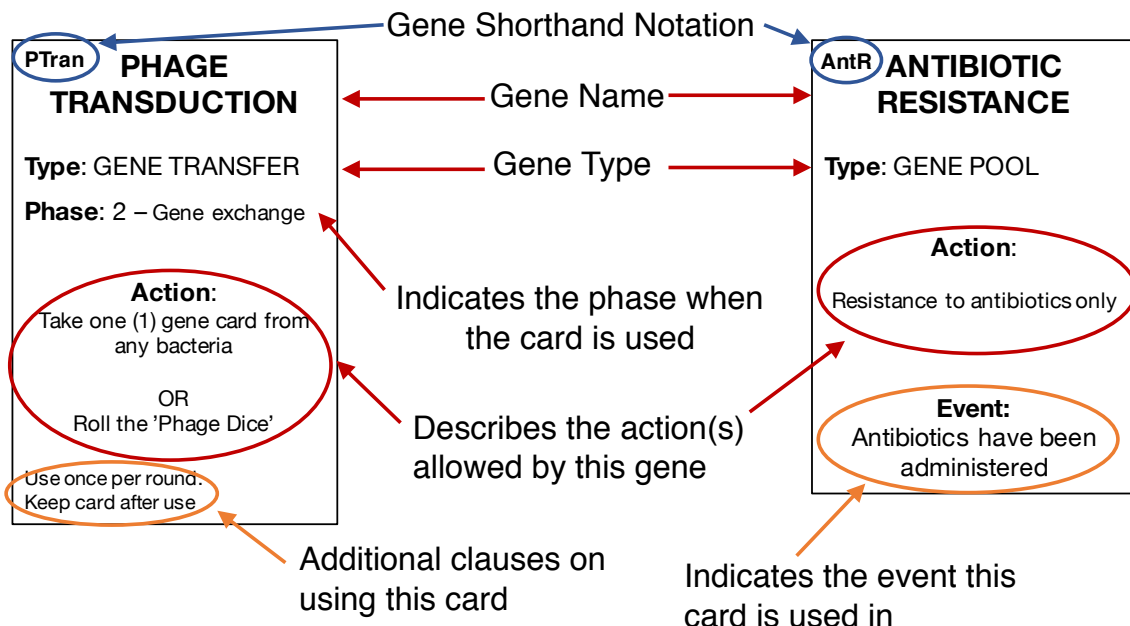 Gene Shorthand Notation
PTran
PHAGE
TRANSDUCTION
Type: GENE TRANSFER
Phase: 2 – Gene exchange
Action:
Take one (1) gene card from
any bacteria
OR
Roll the ’Phage Dice’
Use once per round.
Keep card after use
Gene Name
Gene Type
Indicates the phase when
the card is used
Describes the action(s)
allowed by this gene
Additional clauses on
using this card
AntR
ANTIBIOTIC
RESISTANCE
Type: GENE POOL
Action:
Resistance to antibiotics only
Event:
Antibiotics have been
administered
Indicates the event this
card is used in